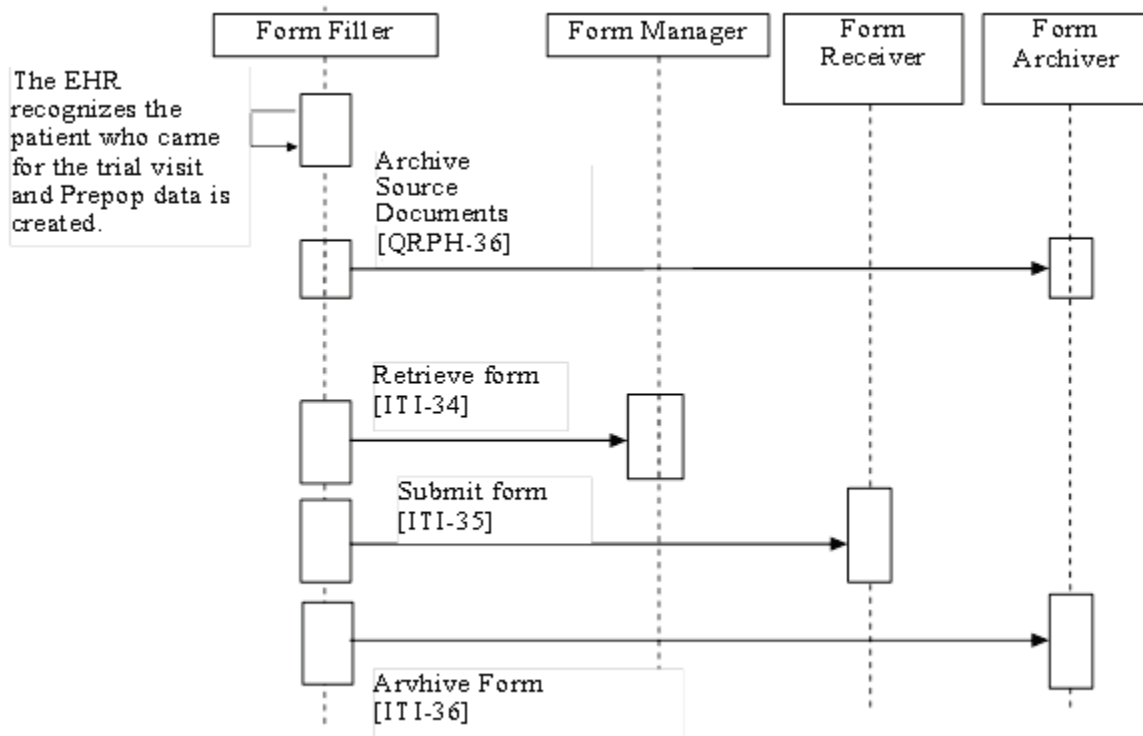 Form Filler
Form Manager
Form
Receiver
Form
Archiver
The EHR
recognizes the
patient who came
for the trial visit
and Prepop data is
created.
Archive
Source
Documents
[QRPH-36]
Retrieve form
[ITI-34]
Submit form
[ITI-35]
Arvhive Form
[ITI-36]